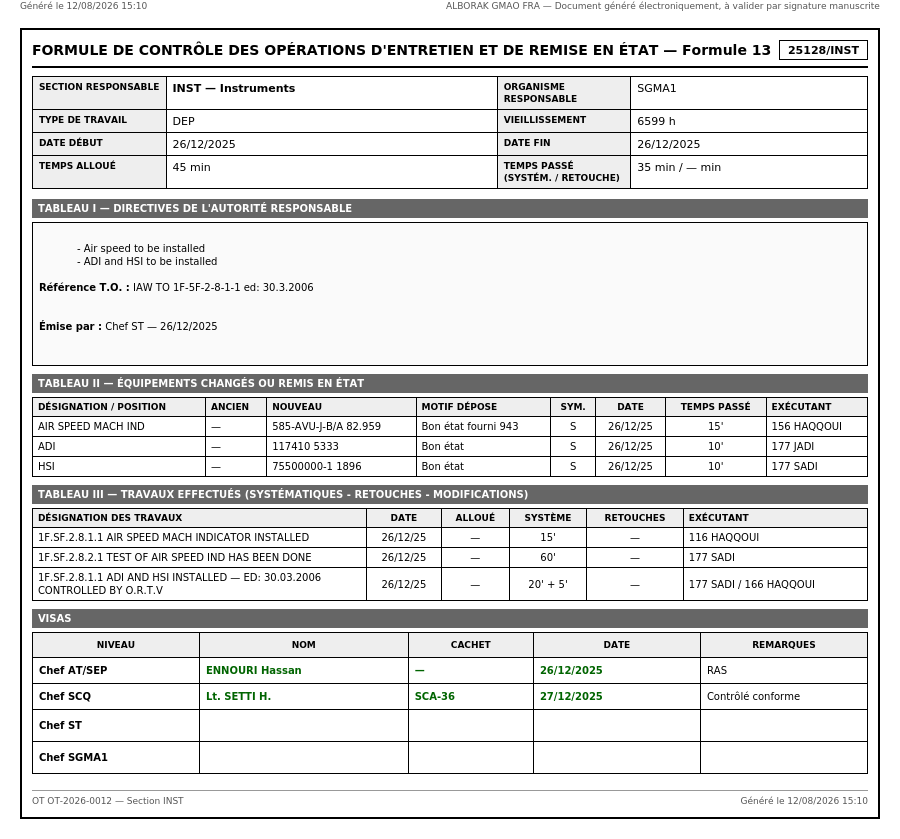 Généré le 12/08/2026 15:10 ALBORAK GMAO FRA — Document généré électroniquement, à valider par signature manuscrite
FORMULE DE CONTRÔLE DES OPÉRATIONS D'ENTRETIEN ET DE REMISE EN ÉTAT — Formule 13 25128/INST
SECTION RESPONSABLE INST — Instruments ORGANISME RESPONSABLE SGMA1
TYPE DE TRAVAIL DEP VIEILLISSEMENT 6599 h
DATE DÉBUT 26/12/2025 DATE FIN 26/12/2025
TEMPS ALLOUÉ 45 min TEMPS PASSÉ (SYSTÉM. / RETOUCHE) 35 min / — min
TABLEAU I — DIRECTIVES DE L'AUTORITÉ RESPONSABLE
- Air speed to be installed
- ADI and HSI to be installed
Référence T.O. : IAW TO 1F-5F-2-8-1-1 ed: 30.3.2006
Émise par : Chef ST — 26/12/2025
TABLEAU II — ÉQUIPEMENTS CHANGÉS OU REMIS EN ÉTAT
DÉSIGNATION / POSITION ANCIEN NOUVEAU MOTIF DÉPOSE SYM. DATE TEMPS PASSÉ EXÉCUTANT
AIR SPEED MACH IND — 585-AVU-J-B/A 82.959 Bon état fourni 943 S 26/12/25 15' 156 HAQQOUI
ADI — 117410 5333 Bon état S 26/12/25 10' 177 JADI
HSI — 75500000-1 1896 Bon état S 26/12/25 10' 177 SADI
TABLEAU III — TRAVAUX EFFECTUÉS (SYSTÉMATIQUES - RETOUCHES - MODIFICATIONS)
DÉSIGNATION DES TRAVAUX DATE ALLOUÉ SYSTÈME RETOUCHES EXÉCUTANT
1F.SF.2.8.1.1 AIR SPEED MACH INDICATOR INSTALLED 26/12/25 — 15' — 116 HAQQOUI
1F.SF.2.8.2.1 TEST OF AIR SPEED IND HAS BEEN DONE 26/12/25 — 60' — 177 SADI
1F.SF.2.8.1.1 ADI AND HSI INSTALLED — ED: 30.03.2006
CONTROLLED BY O.R.T.V 26/12/25 — 20' + 5' — 177 SADI / 166 HAQQOUI
VISAS
NIVEAU NOM CACHET DATE REMARQUES
Chef AT/SEP ENNOURI Hassan — 26/12/2025 RAS
Chef SCQ Lt. SETTI H. SCA-36 27/12/2025 Contrôlé conforme
Chef ST
Chef SGMA1
OT OT-2026-0012 — Section INST Généré le 12/08/2026 15:10